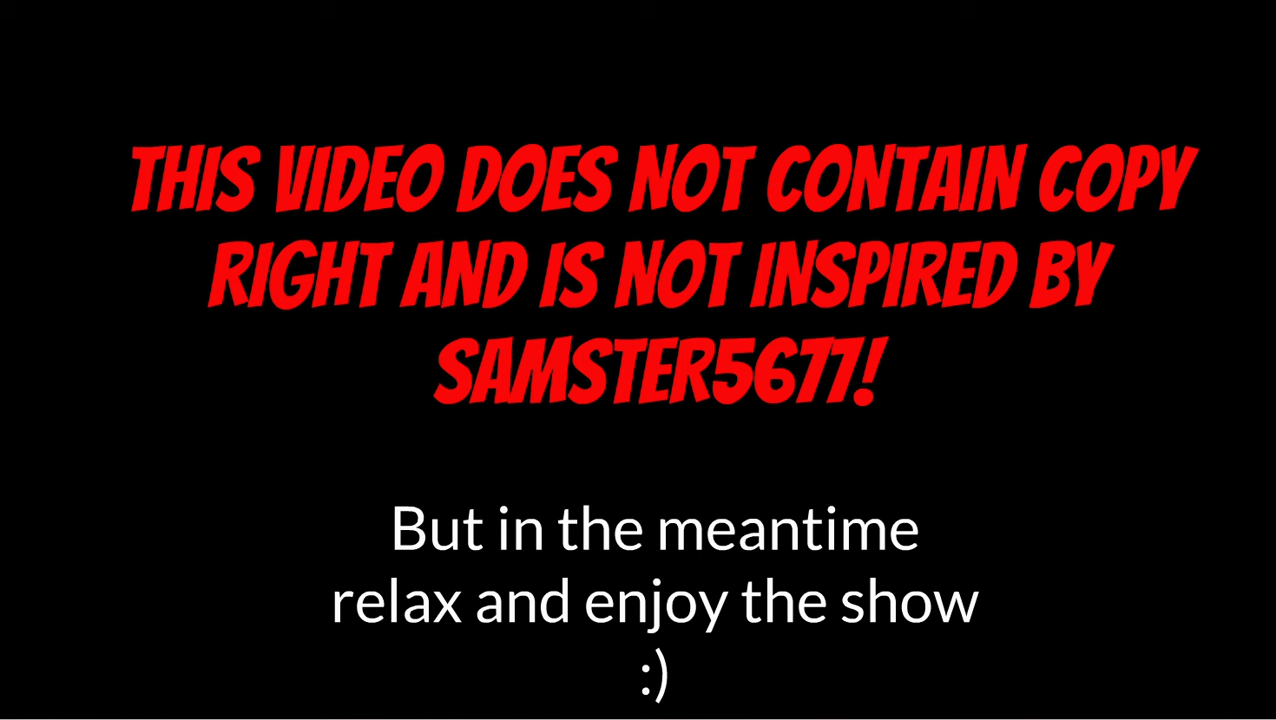 THIS VIDEO DOES NOT CONTAIN COPY
RIGHT AND IS NOT INSPIRED BY
SAMSTER5677!
But in the meantime
relax and enjoy the show
:)